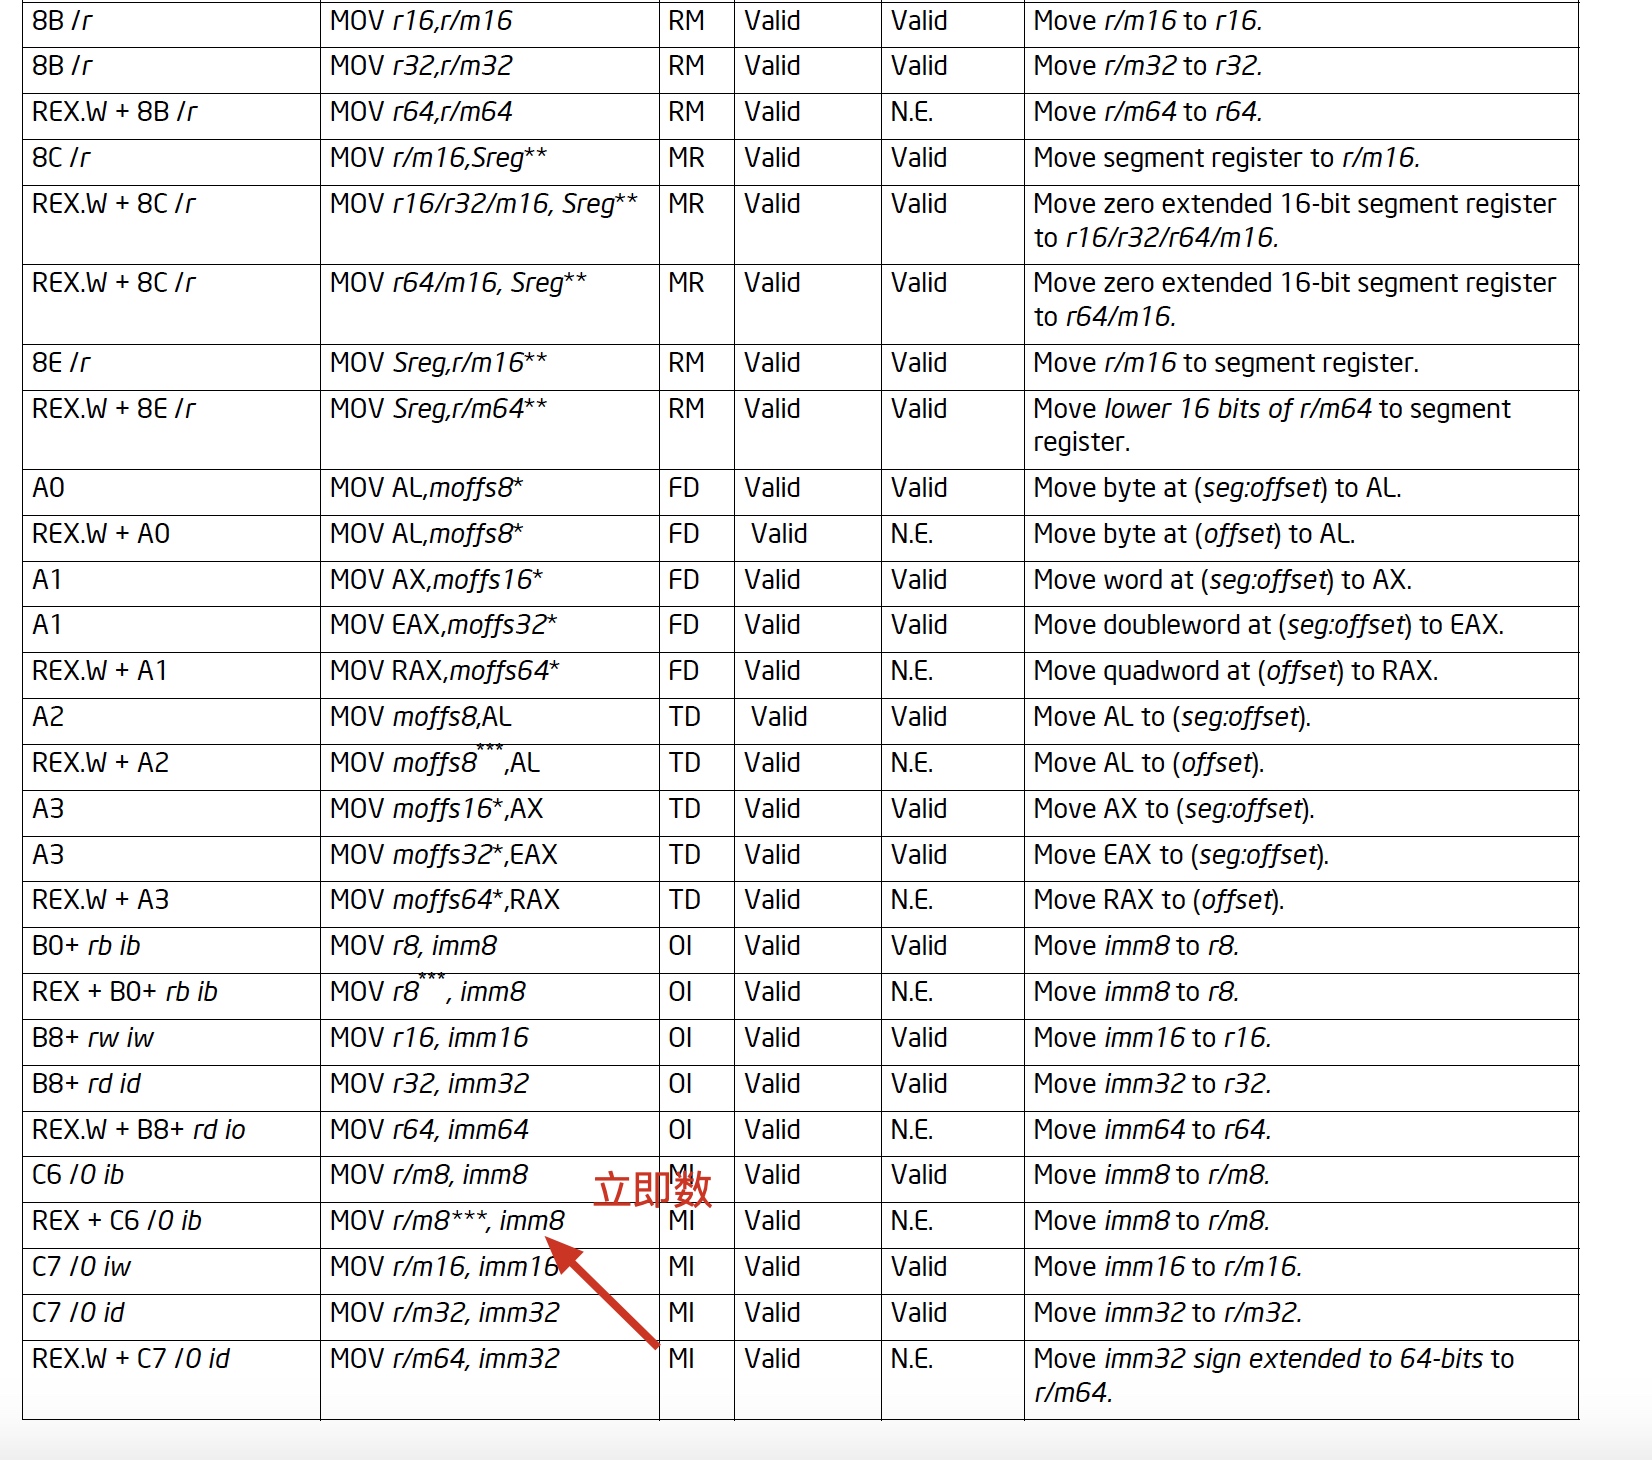 8B /r MOV r16,r/m16 RM Valid Valid Move r/m16 to r16.
8B /r MOV r32,r/m32 RM Valid Valid Move r/m32 to r32.
REX.W + 8B /r MOV r64,r/m64 RM Valid N.E. Move r/m64 to r64.
8C /r MOV r/m16,Sreg** MR Valid Valid Move segment register to r/m16.
REX.W + 8C /r MOV r16/r32/m16, Sreg** MR Valid Valid Move zero extended 16-bit segment register
to r16/r32/r64/m16.
REX.W + 8C /r MOV r64/m16, Sreg** MR Valid Valid Move zero extended 16-bit segment register
to r64/m16.
8E /r MOV Sreg,r/m16** RM Valid Valid Move r/m16 to segment register.
REX.W + 8E /r MOV Sreg,r/m64** RM Valid Valid Move lower 16 bits of r/m64 to segment
register.
A0 MOV AL,moffs8* FD Valid Valid Move byte at (seg:offset) to AL.
REX.W + A0 MOV AL,moffs8* FD Valid N.E. Move byte at (offset) to AL.
A1 MOV AX,moffs16* FD Valid Valid Move word at (seg:offset) to AX.
A1 MOV EAX,moffs32* FD Valid Valid Move doubleword at (seg:offset) to EAX.
REX.W + A1 MOV RAX,moffs64* FD Valid N.E. Move quadword at (offset) to RAX.
A2 MOV moffs8,AL TD Valid Valid Move AL to (seg:offset).
REX.W + A2 MOV moffs8***,AL TD Valid N.E. Move AL to (offset).
A3 MOV moffs16*,AX TD Valid Valid Move AX to (seg:offset).
A3 MOV moffs32*,EAX TD Valid Valid Move EAX to (seg:offset).
REX.W + A3 MOV moffs64*,RAX TD Valid N.E. Move RAX to (offset).
B0+ rb ib MOV r8, imm8 OI Valid Valid Move imm8 to r8.
REX + B0+ rb ib MOV r8***, imm8 OI Valid N.E. Move imm8 to r8.
B8+ rw iw MOV r16, imm16 OI Valid Valid Move imm16 to r16.
B8+ rd id MOV r32, imm32 OI Valid Valid Move imm32 to r32.
REX.W + B8+ rd io MOV r64, imm64 OI Valid N.E. Move imm64 to r64.
C6 /0 ib MOV r/m8, imm8 MI Valid Valid Move imm8 to r/m8.
立即数
REX + C6 /0 ib MOV r/m8***, imm8 MI Valid N.E. Move imm8 to r/m8.
C7 /0 iw MOV r/m16, imm16 MI Valid Valid Move imm16 to r/m16.
C7 /0 id MOV r/m32, imm32 MI Valid Valid Move imm32 to r/m32.
REX.W + C7 /0 id MOV r/m64, imm32 MI Valid N.E. Move imm32 sign extended to 64-bits to
r/m64.